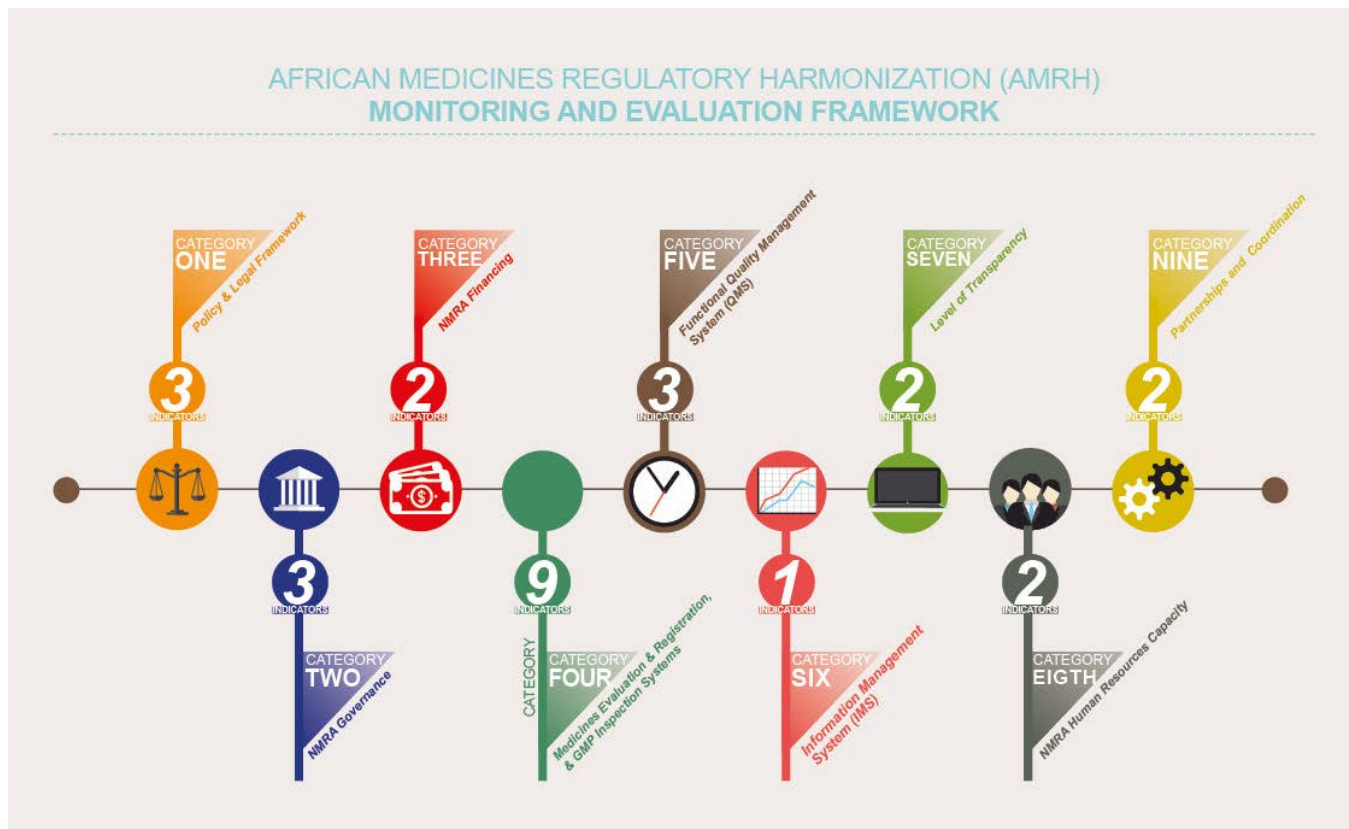 AFRICAN MEDICINES REGULATORY HARMONIZATION (AMRH)
MONITORING AND EVALUATION FRAMEWORK
CATEGORY
ONE
Policy & Legal Framework
3
INDICATORS
CATEGORY
THREE
NMRA Financing
2
INDICATORS
CATEGORY
FIVE
Functional Quality Management
System (QMS)
3
INDICATORS
CATEGORY
SEVEN
Level of Transparency
2
INDICATORS
CATEGORY
NINE
Partnerships and Coordination
2
INDICATORS
$
3
INDICATORS
CATEGORY
TWO
NMRA Governance
9
INDICATORS
CATEGORY
CATEGORY
FOUR
Medicines Evaluation & Registration,
& GMP Inspection Systems
1
INDICATORS
CATEGORY
SIX
Information Management
System (IMS)
2
INDICATORS
CATEGORY
EIGTH
NMRA Human Resources Capacity